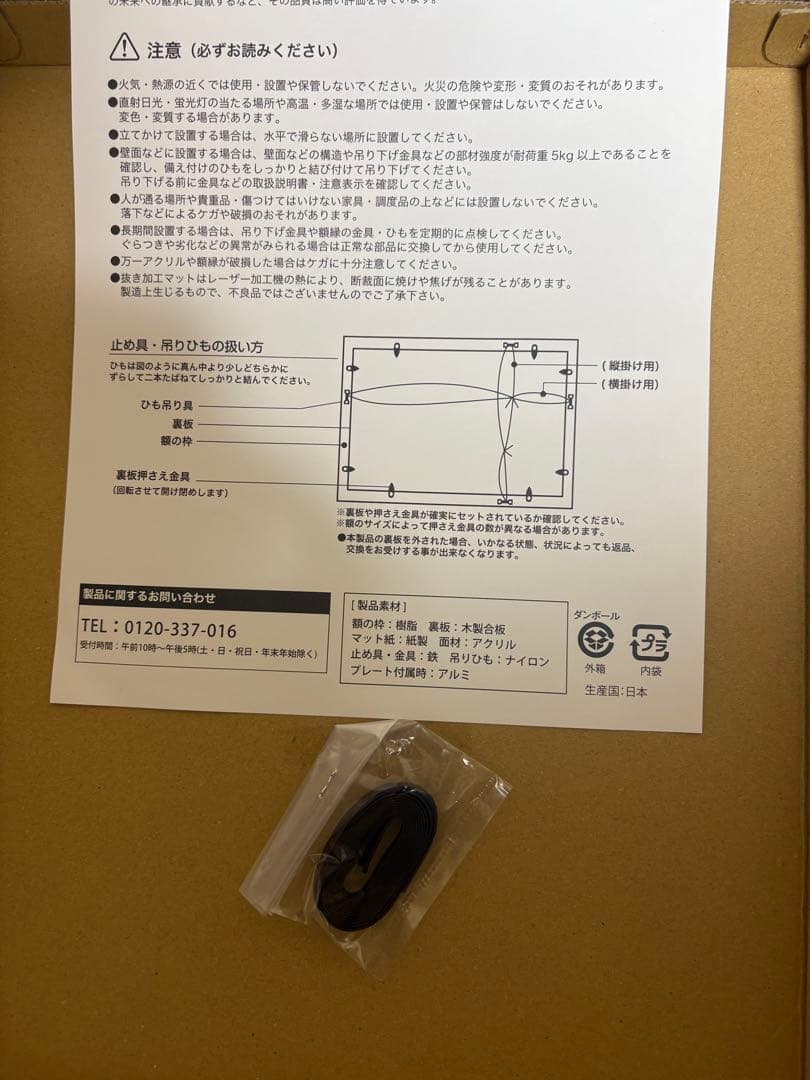 の未来への継承に貢献するなど、その品質は高い評価を得ています。
注意（必ずお読みください）
●火気・熱源の近くでは使用・設置や保管しないでください。火災の危険や変形・変質のおそれがあります。
●直射日光・蛍光灯の当たる場所や高温・多湿な場所では使用・設置や保管はしないでください。
変色・変質する場合があります。
●立てかけて設置する場合は、水平で滑らない場所に設置してください。
●壁面などに設置する場合は、壁面などの構造や吊り下げ金具などの部材強度が耐荷重5kg以上であることを
確認し、備え付けのひもをしっかりと結び付けて吊り下げてください。
吊り下げる前に金具などの取扱説明書・注意表示を確認してください。
●人が通る場所や貴重品・傷つけてはいけない家具・調度品の上などには設置しないでください。
落下などによるケガや破損のおそれがあります。
●長期間設置する場合は、吊り下げ金具や額縁の金具・ひもを定期的に点検してください。
ぐらつきや劣化などの異常がみられる場合は正常な部品に交換してから使用してください。
●万一アクリルや額縁が破損した場合はケガに十分注意してください。
●抜き加工マットはレーザー加工機の熱により、断裁面に焼けや焦げが残ることがあります。
製造上生じるもので、不良品ではございませんのでご了承下さい。
止め具・吊りひもの扱い方
ひもは図のように真ん中より少しどちらかに
ずらして二本たばねてしっかりと結んでください。
（縦掛け用）
（横掛け用）
ひも吊り具
裏板
額の枠
裏板押さえ金具
（回転させて開け閉めします）
※裏板や押さえ金具が確実にセットされているか確認してください。
※額のサイズによって押さえ金具の数が異なる場合があります。
●本製品の裏板を外された場合、いかなる状態、状況によっても返品、
交換をお受けする事が出来なくなります。
製品に関するお問い合わせ
TEL：0120-337-016
受付時間：午前10時～午後5時(土・日・祝日・年末年始除く)
[ 製品素材 ]
額の枠：樹脂　裏板：木製合板
マット紙：紙製　面材：アクリル
止め具・金具：鉄　吊りひも：ナイロン
プレート付属時：アルミ
ダンボール
外箱
プラ
内袋
生産国：日本